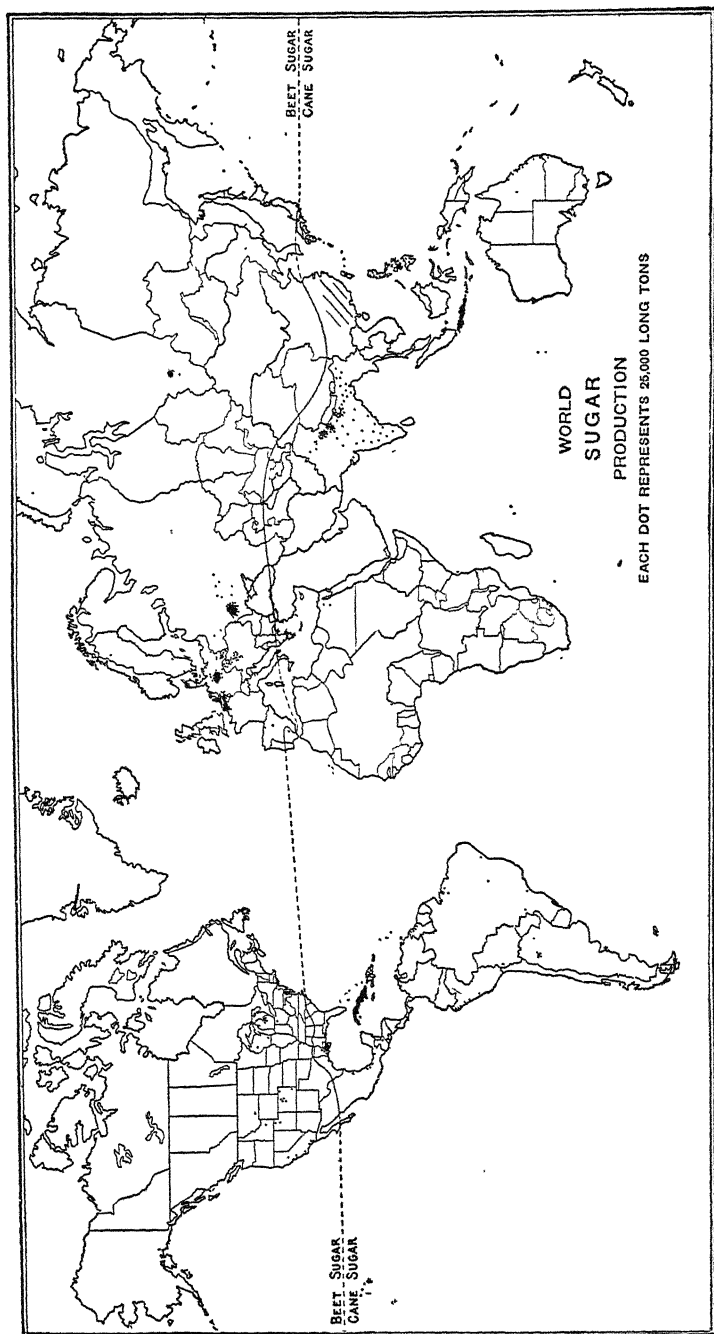 BEET SUGAR
CANE SUGAR
BEET SUGAR
CANE SUGAR
WORLD
SUGAR
PRODUCTION
EACH DOT REPRESENTS 25,000 LONG TONS